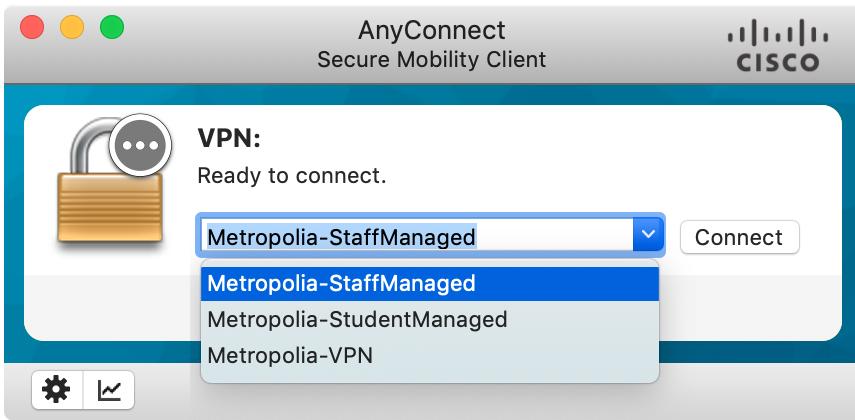 AnyConnect
Secure Mobility Client
CISCO
VPN:
Ready to connect.
Metropolia-StaffManaged
Connect
Metropolia-StaffManaged
Metropolia-StudentManaged
Metropolia-VPN